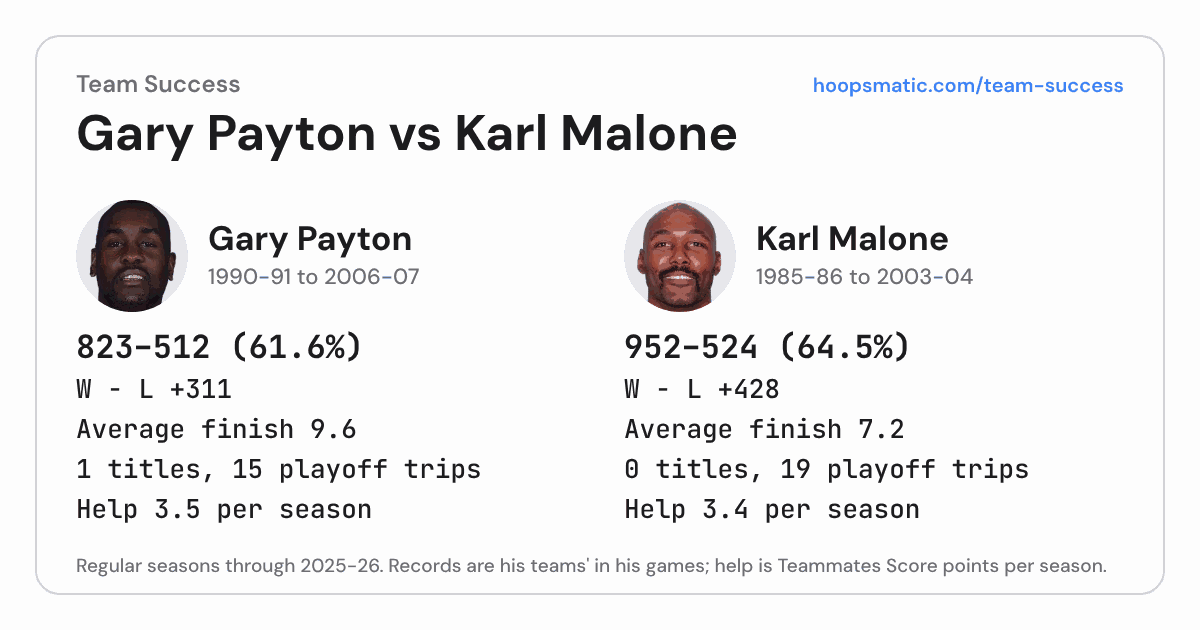 Team Success
hoopsmatic.com/team-success
Gary Payton vs Karl Malone
Gary Payton
1990-91 to 2006-07
823-512 (61.6%)
W - L +311
Average finish 9.6
1 titles, 15 playoff trips
Help 3.5 per season
Karl Malone
1985-86 to 2003-04
952-524 (64.5%)
W - L +428
Average finish 7.2
0 titles, 19 playoff trips
Help 3.4 per season
Regular seasons through 2025-26. Records are his teams' in his games; help is Teammates Score points per season.